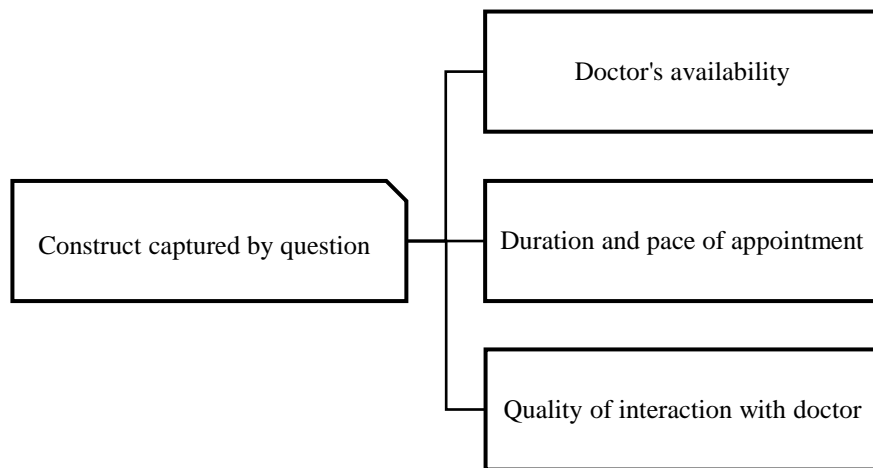 Doctor's availability
Construct captured by question
Duration and pace of appointment
Quality of interaction with doctor